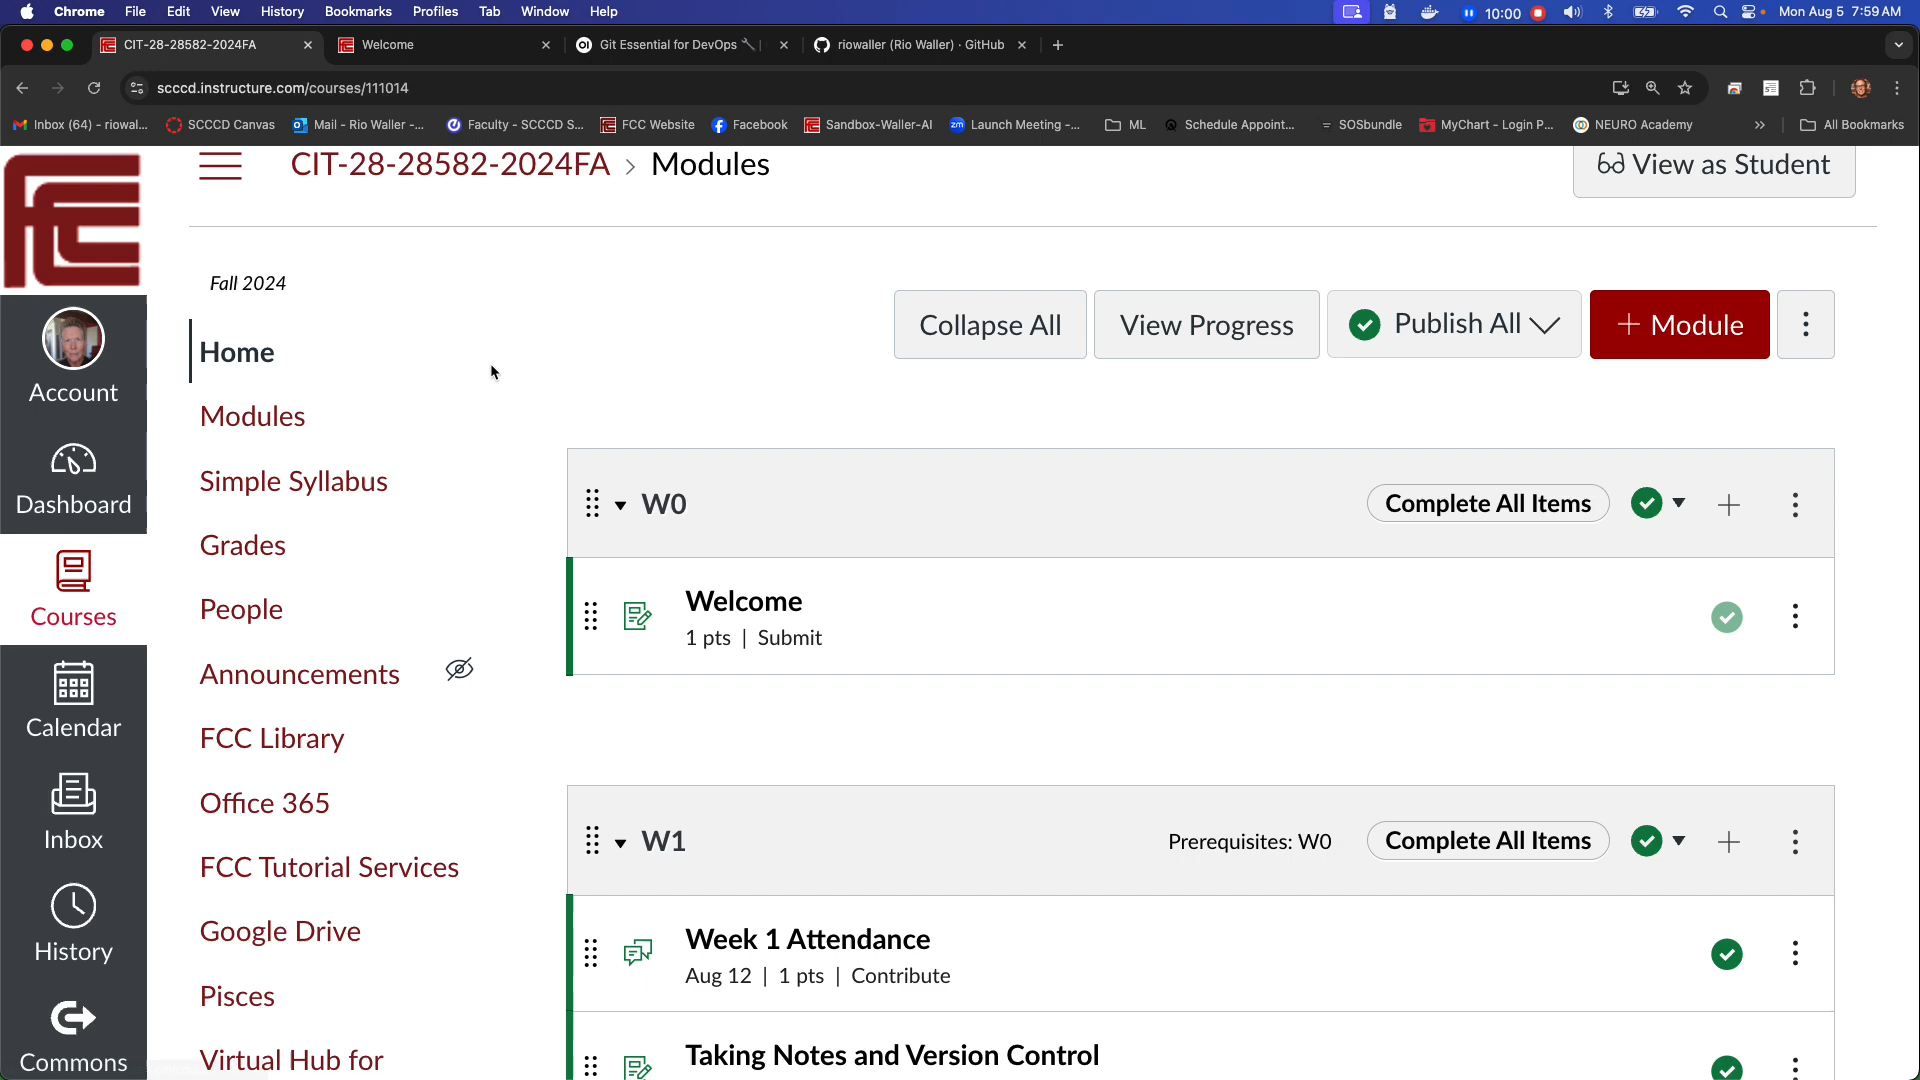 Chrome File Edit View History Bookmarks Profiles Tab Window Help 10:00 Mon Aug 5 7:59 AM
CIT-28-28582-2024FA Welcome Git Essential for DevOps riowaller (Rio Waller) · GitHub
scccd.instructure.com/courses/111014
Inbox (64) - riowal... SCCCD Canvas Mail - Rio Waller -... Faculty - SCCCD S... FCC Website Facebook Sandbox-Waller-AI Launch Meeting -... ML Schedule Appoint... SOSbundle MyChart - Login P... NEURO Academy » All Bookmarks
CIT-28-28582-2024FA > Modules
View as Student
Fall 2024
Collapse All
View Progress
Publish All
+ Module
Account
Dashboard
Courses
Calendar
Inbox
History
Commons
Home
Modules
Simple Syllabus
Grades
People
Announcements
FCC Library
Office 365
FCC Tutorial Services
Google Drive
Pisces
Virtual Hub for
W0
Complete All Items
Welcome
1 pts | Submit
W1
Prerequisites: W0
Complete All Items
Week 1 Attendance
Aug 12 | 1 pts | Contribute
Taking Notes and Version Control